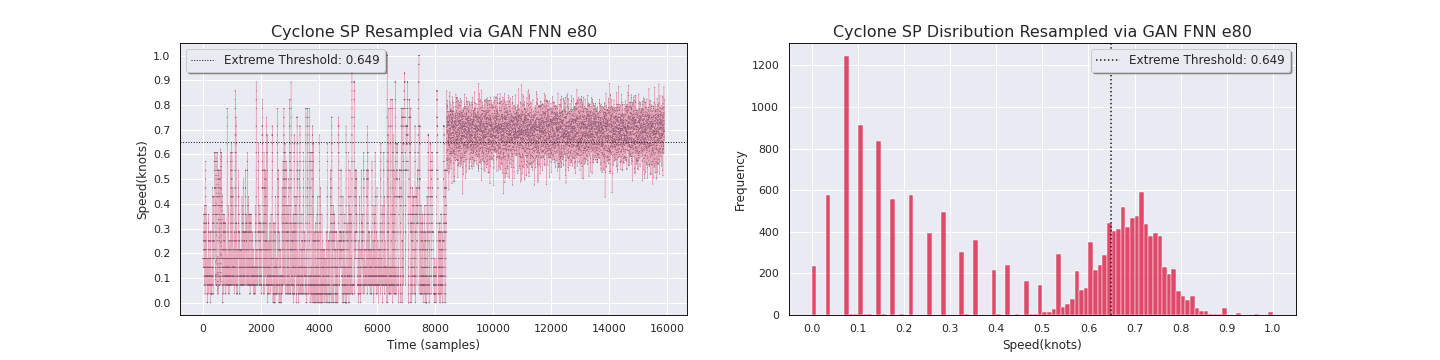 Cyclone SP Resampled via GAN FNN e80
Extreme Threshold: 0.649
1.0
0.9
0.8
0.7
0.6
0.5
0.4
0.3
0.2
0.1
0.0
Speed(knots)
0 2000 4000 6000 8000 10000 12000 14000 16000
Time (samples)
Cyclone SP Disribution Resampled via GAN FNN e80
Extreme Threshold: 0.649
1200
1000
800
600
400
200
0
Frequency
0.0 0.1 0.2 0.3 0.4 0.5 0.6 0.7 0.8 0.9 1.0
Speed(knots)